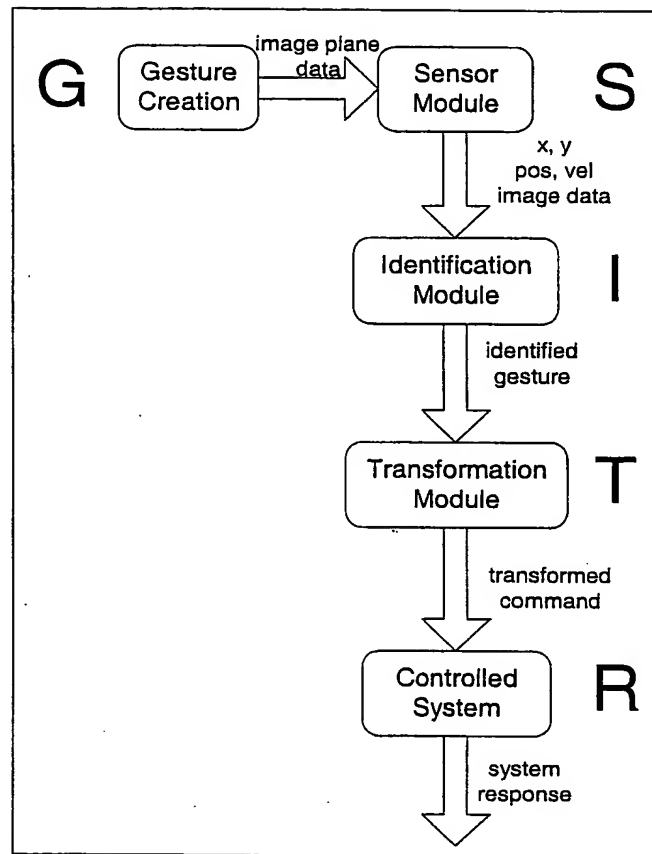 G
Gesture
Creation
image plane
data
Sensor
Module
S
x, y
pos, vel
image data
Identification
Module
I
identified
gesture
Transformation
Module
T
transformed
command
Controlled
System
R
system
response